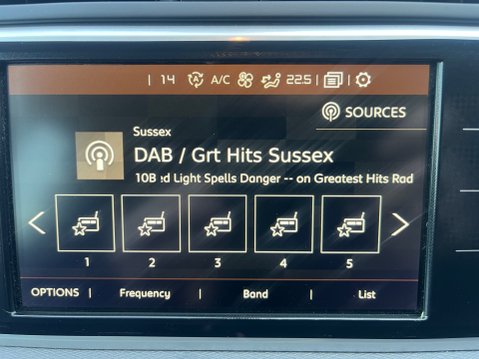 14 A/C 22.5
SOURCES
Sussex
DAB / Grt Hits Sussex
10B :d Light Spells Danger -- on Greatest Hits Rad
1 2 3 4 5
OPTIONS | Frequency | Band | List